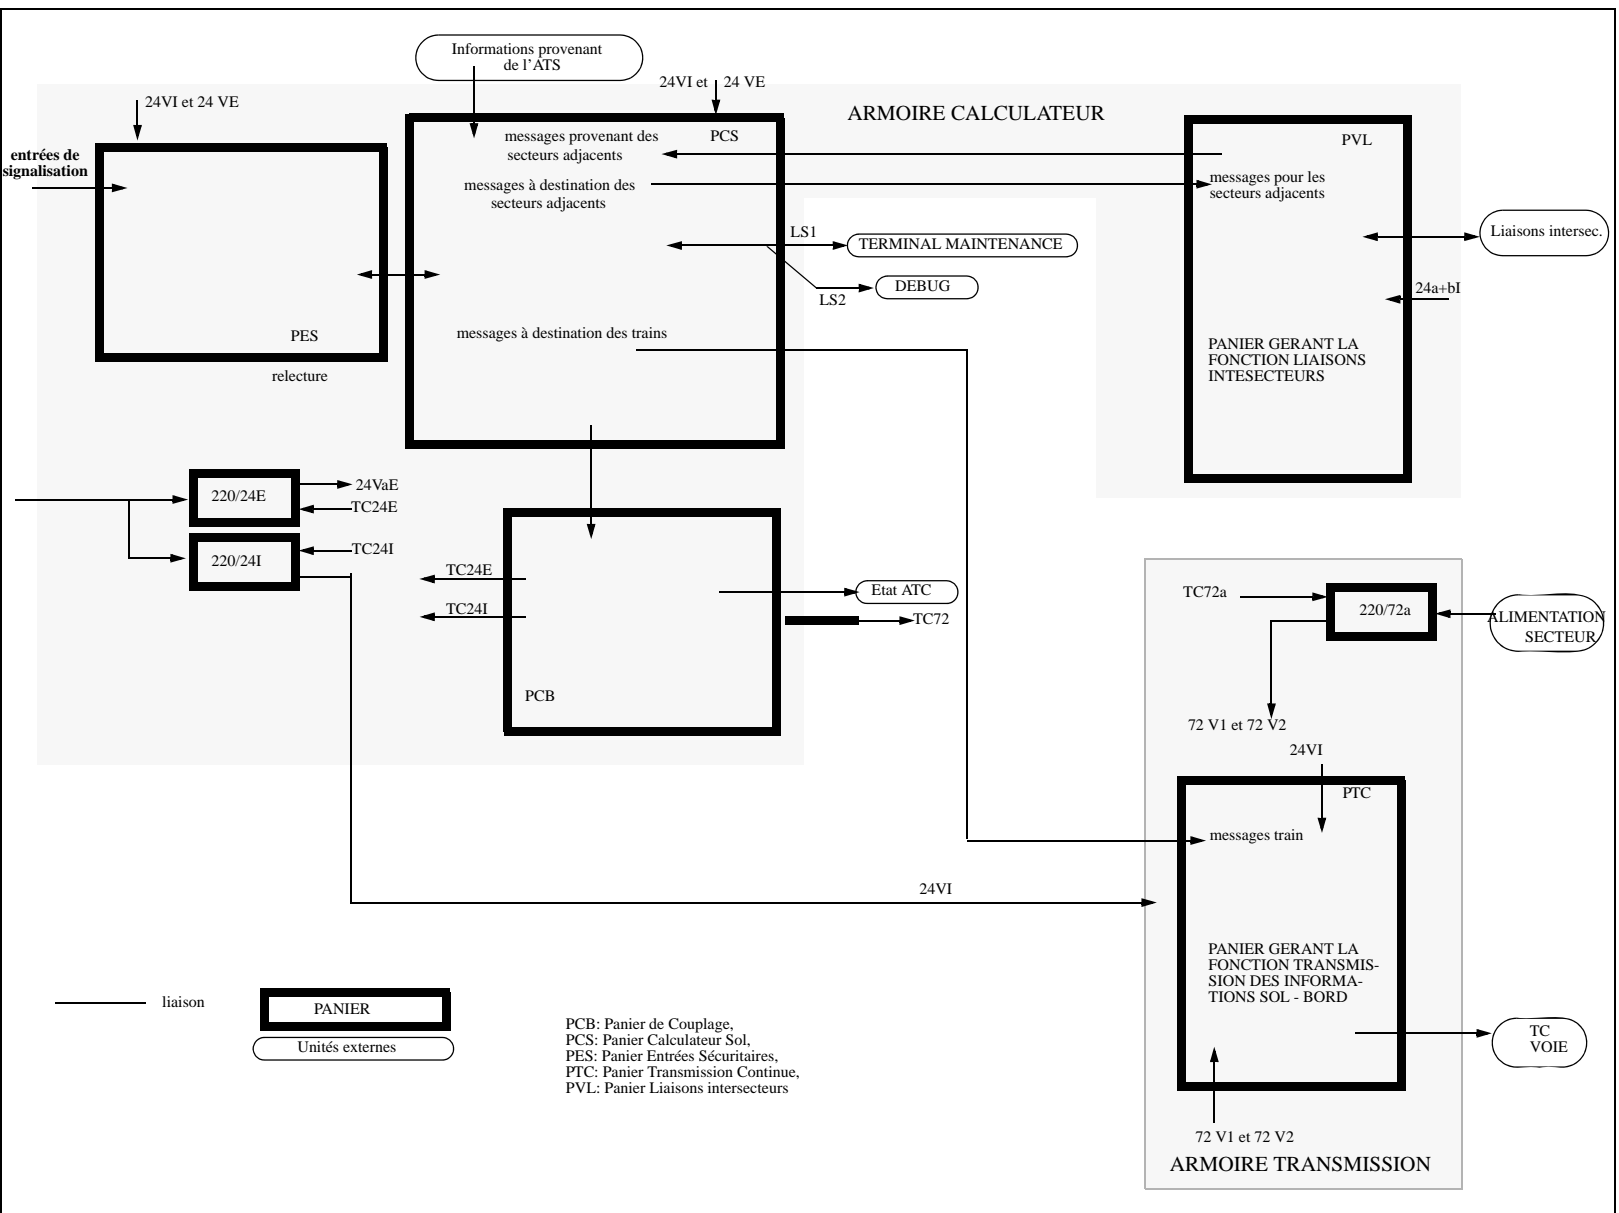 Informations provenant
de l'ATS
24VI et 24 VE
24VI et 24 VE
ARMOIRE CALCULATEUR
entrées de
signalisation
messages provenant des
secteurs adjacents
PCS
PVL
messages à destination des
secteurs adjacents
messages pour les
secteurs adjacents
LS1
TERMINAL MAINTENANCE
Liaisons intersec.
DEBUG
LS2
24a+bI
PES
messages à destination des trains
PANIER GERANT LA
FONCTION LIAISONS
INTESECTEURS
relecture
220/24E
24VaE
TC24E
220/24I
TC24I
TC24E
TC24I
Etat ATC
TC72
PCB
TC72a
220/72a
ALIMENTATION
SECTEUR
72 V1 et 72 V2
24VI
PTC
messages train
24VI
PANIER GERANT LA
FONCTION TRANSMIS-
SION DES INFORMA-
TIONS SOL - BORD
liaison
PANIER
Unités externes
PCB: Panier de Couplage,
PCS: Panier Calculateur Sol,
PES: Panier Entrées Sécuritaires,
PTC: Panier Transmission Continue,
PVL: Panier Liaisons intersecteurs
TC
VOIE
72 V1 et 72 V2
ARMOIRE TRANSMISSION